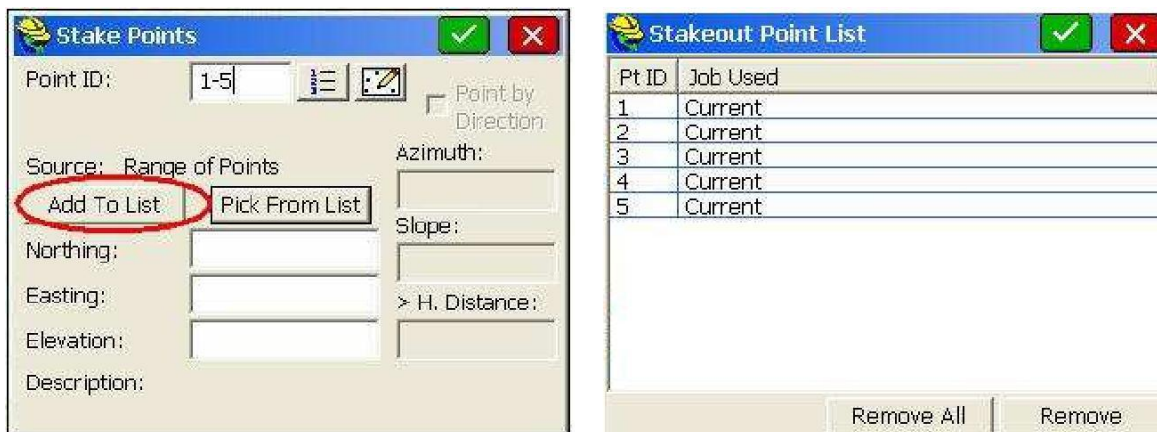 Stake Points
Point ID:
1-5
Point by
Direction
Source: Range of Points
Azimuth:
Add To List
Pick From List
Slope:
Northing:
Easting:
> H. Distance:
Elevation:
Description:
Stakeout Point List
Pt ID Job Used
1 Current
2 Current
3 Current
4 Current
5 Current
Remove All
Remove